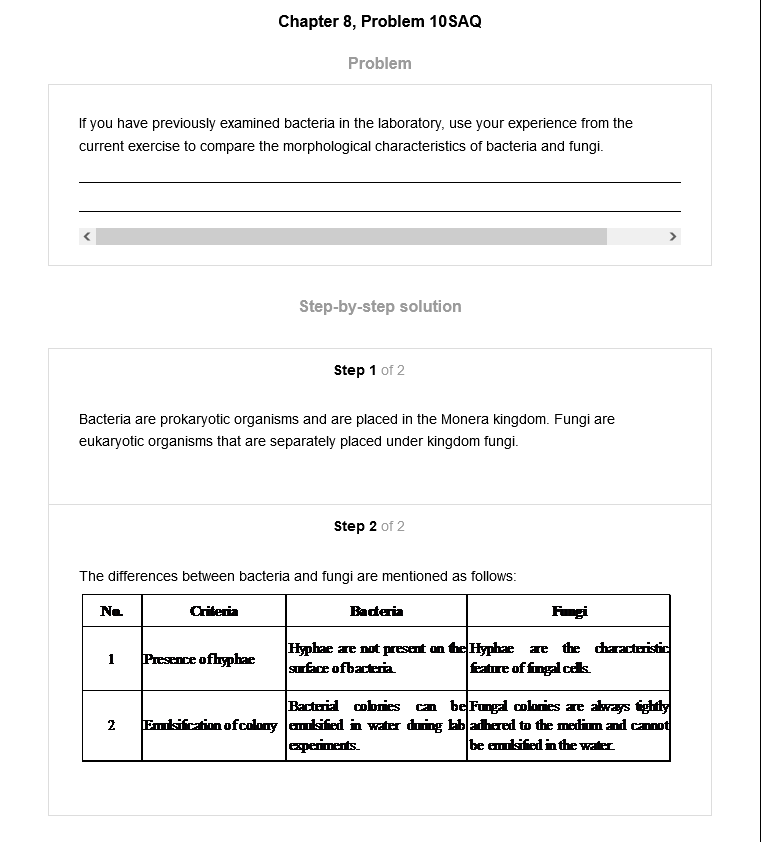 Chapter 8, Problem 10SAQ
Problem
If you have previously examined bacteria in the laboratory, use your experience from the
current exercise to compare the morphological characteristics of bacteria and fungi.
Step-by-step solution
Step 1 of 2
Bacteria are prokaryotic organisms and are placed in the Monera kingdom. Fungi are
eukaryotic organisms that are separately placed under kingdom fungi.
Step 2 of 2
The differences between bacteria and fungi are mentioned as follows:
No. Criteria Bacteria Fungi
1 Presence of hyphae Hyphae are not present on the surface of bacteria. Hyphae are the characteristic feature of fungal cells.
2 Emulsification of colony Bacterial colonies can be emulsified in water during lab experiments. Fungal colonies are always tightly adhered to the medium and cannot be emulsified in the water.